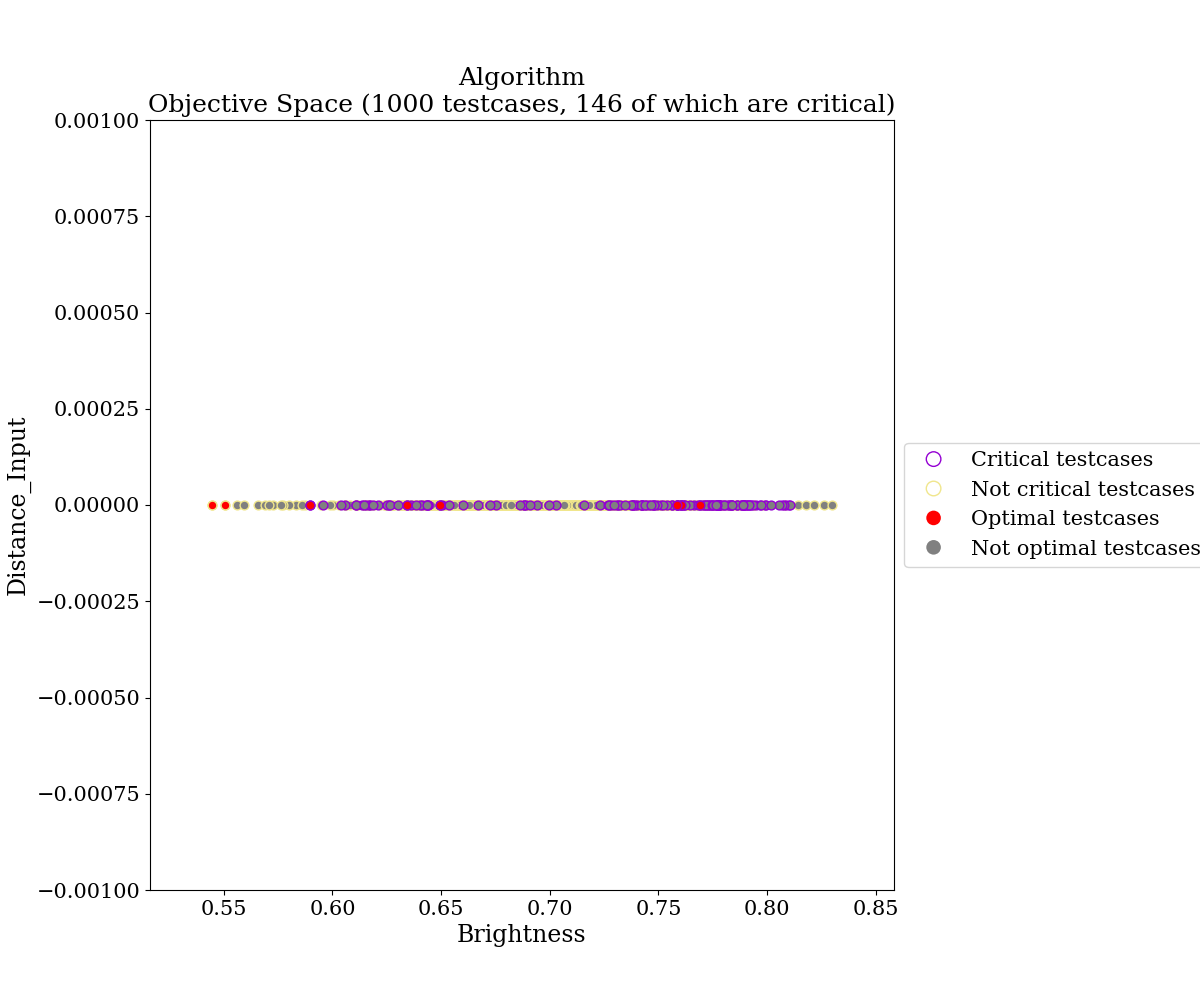 Algorithm
Objective Space (1000 testcases, 146 of which are critical)
0.00100
0.00075
0.00050
0.00025
0.00000
−0.00025
−0.00050
−0.00075
−0.00100
Distance_Input
0.55 0.60 0.65 0.70 0.75 0.80 0.85
Brightness
Critical testcases
Not critical testcases
Optimal testcases
Not optimal testcases